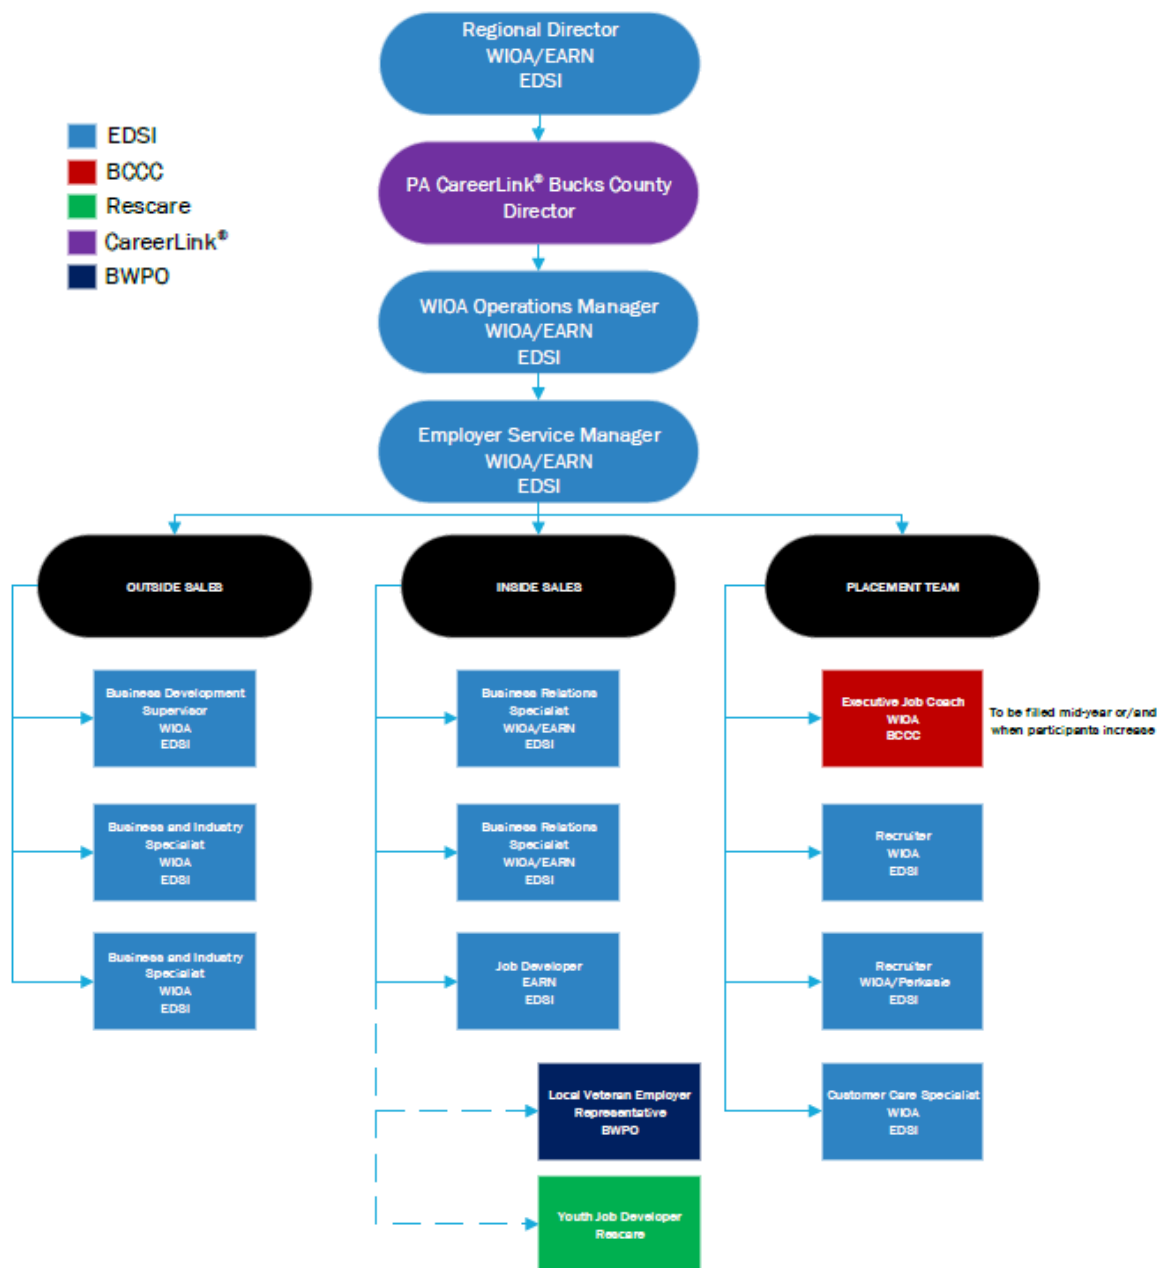 Regional Director
WIOA/EARN
EDSI
EDSI
BCCC
Rescare
CareerLink®
BWPO
PA CareerLink® Bucks County
Director
WIOA Operations Manager
WIOA/EARN
EDSI
Employer Service Manager
WIOA/EARN
EDSI
OUTSIDE SALES
INSIDE SALES
PLACEMENT TEAM
Business Development
Supervisor
WIOA
EDSI
Business Relations
Specialist
WIOA/EARN
EDSI
Executive Job Coach
WIOA
BCCC
To be filled mid-year or/and
when participants increase
Business and Industry
Specialist
WIOA
EDSI
Business Relations
Specialist
WIOA/EARN
EDSI
Recruiter
WIOA
EDSI
Business and Industry
Specialist
WIOA
EDSI
Job Developer
EARN
EDSI
Recruiter
WIOA/Perkasie
EDSI
Local Veteran Employer
Representative
BWPO
Customer Care Specialist
WIOA
EDSI
Youth Job Developer
Rescare